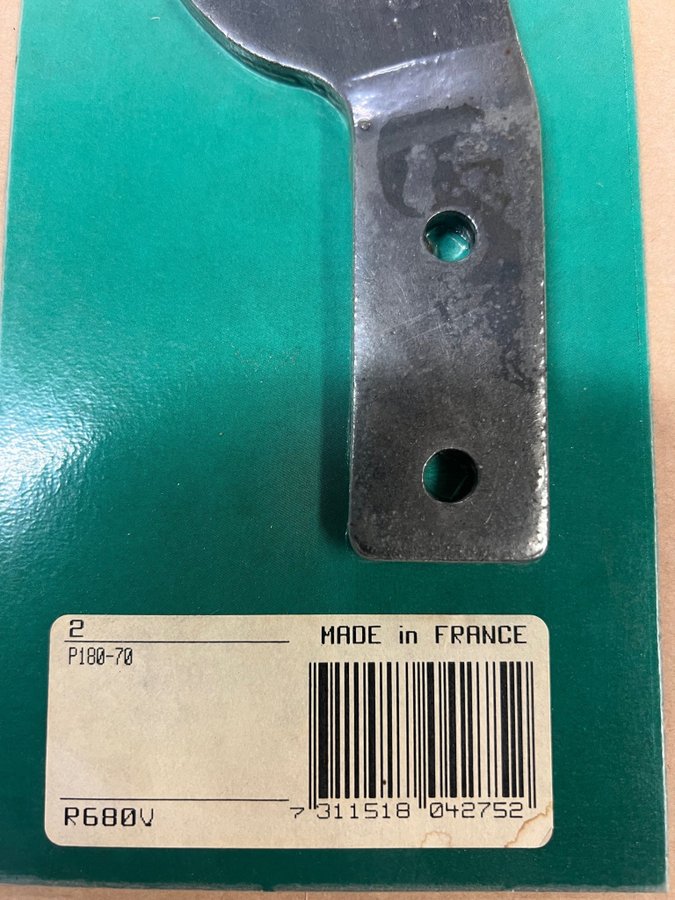 2
MADE in FRANCE
P180-70
R680V
7 311518 042752